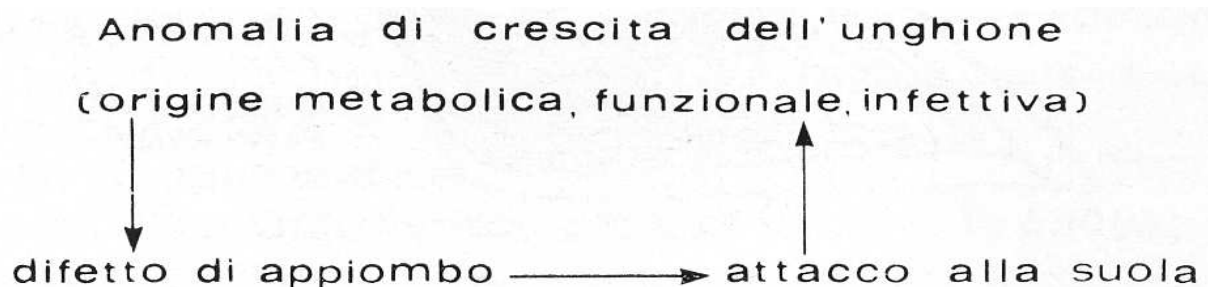 Anomalia di crescita dell'unghione
(origine metabolica, funzionale, infettiva)
difetto di appiombo attacco alla suola